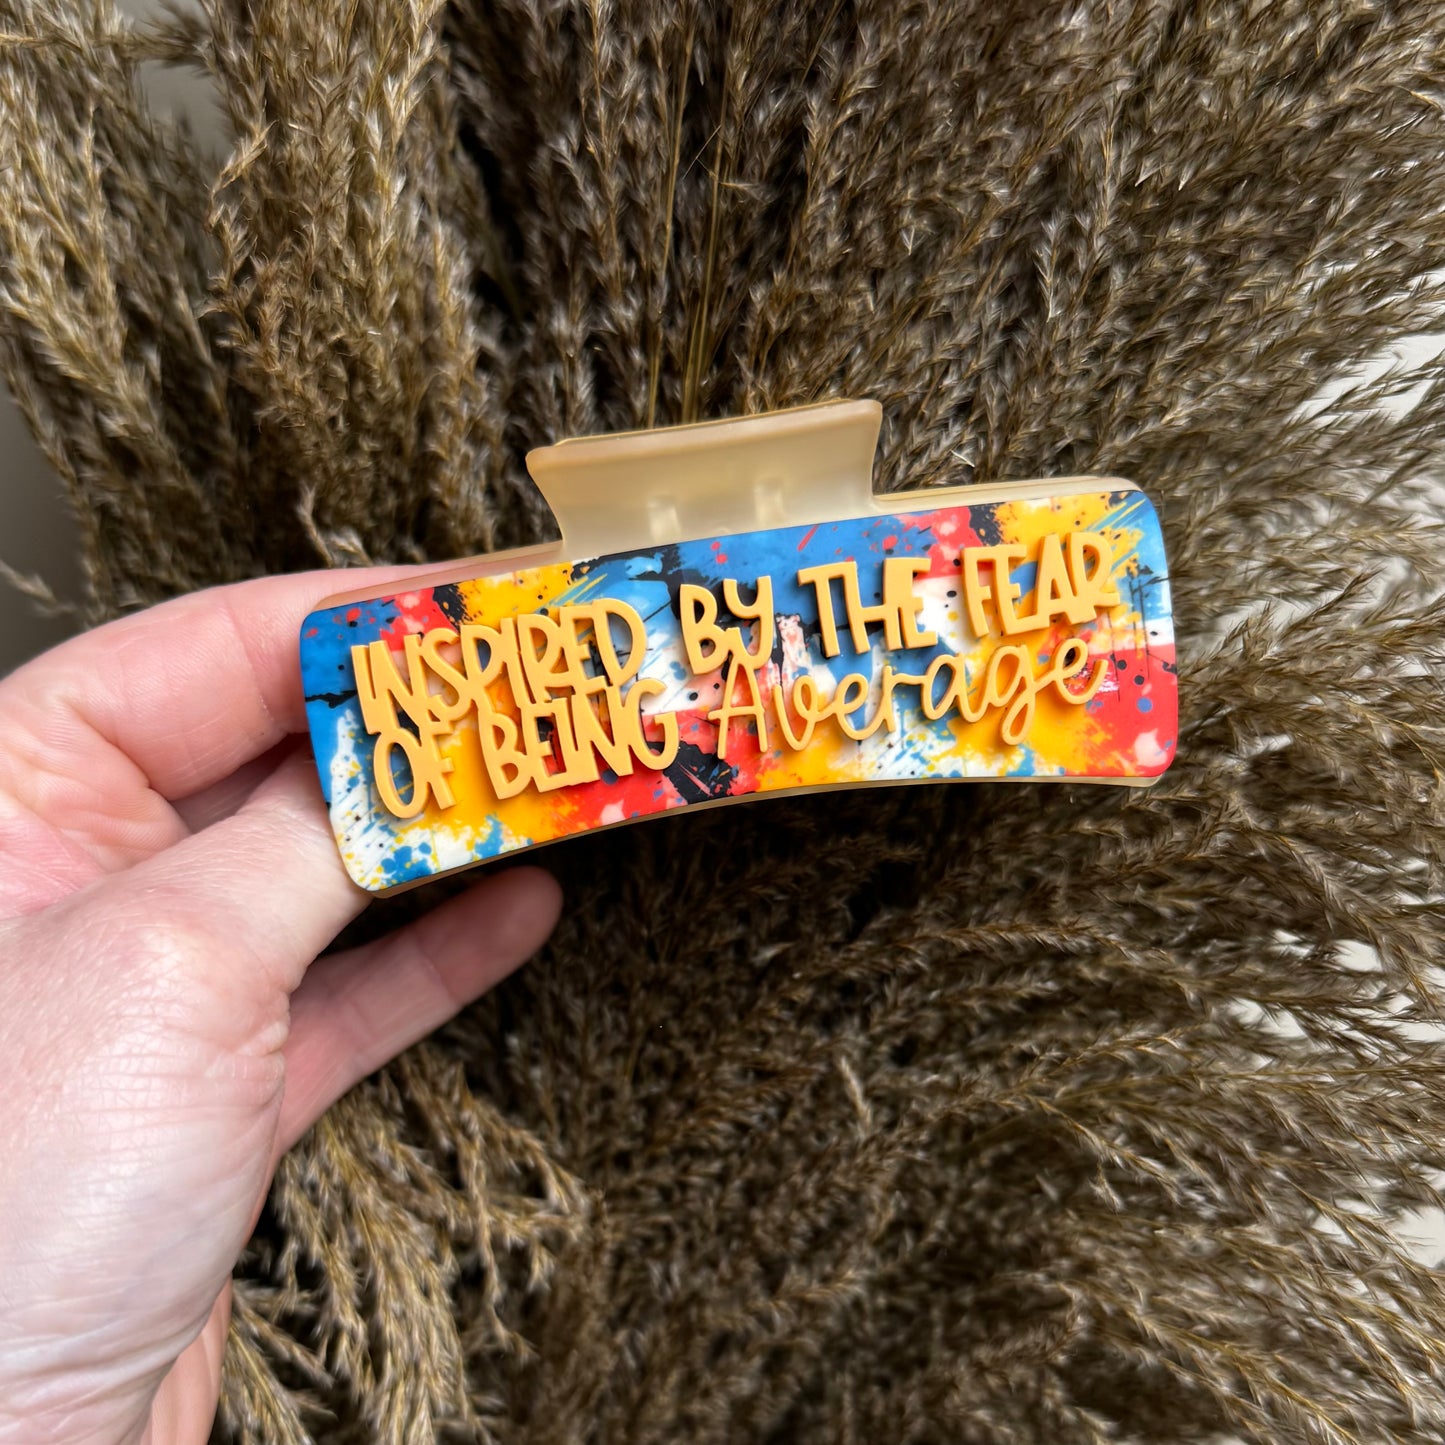 INSPIRED BY THE FEAR
OF BEING Average